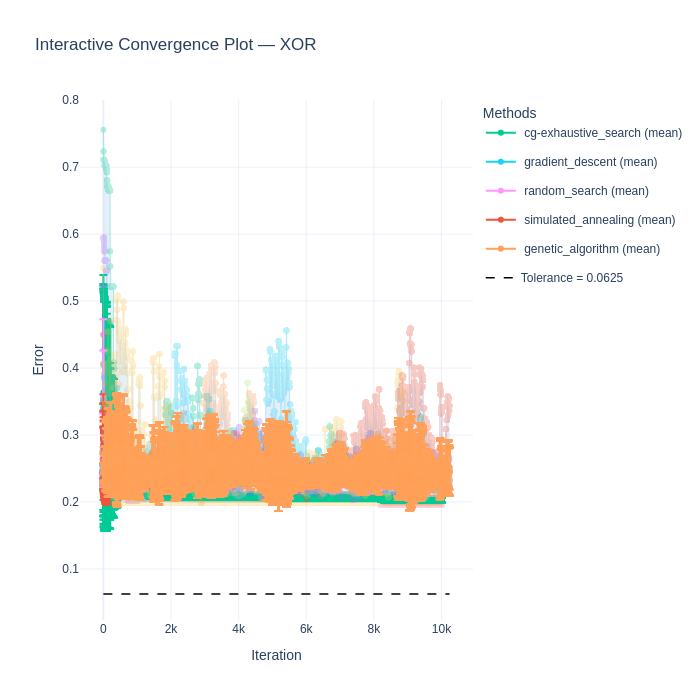 Interactive Convergence Plot — XOR
Methods
cg-exhaustive_search (mean)
gradient_descent (mean)
random_search (mean)
simulated_annealing (mean)
genetic_algorithm (mean)
Tolerance = 0.0625
Error
0.8
0.7
0.6
0.5
0.4
0.3
0.2
0.1
0 2k 4k 6k 8k 10k
Iteration